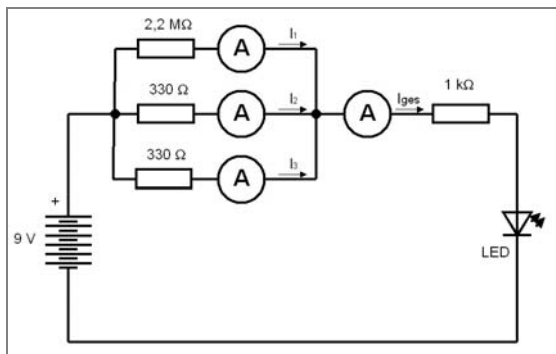 2,2 MΩ
A
I₁
330 Ω
A
I₂
A
Iges
1 kΩ
330 Ω
A
I₃
+
9 V
LED